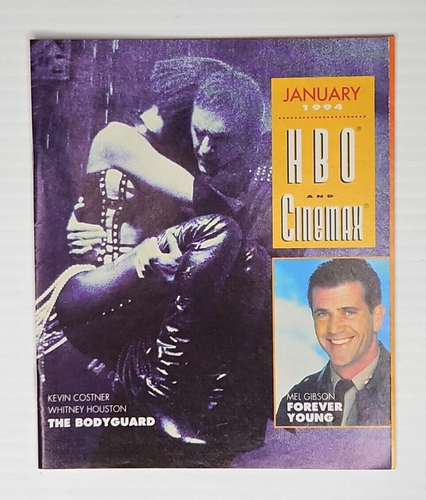 JANUARY
1994
HBO®
AND
CINEMAX®
KEVIN COSTNER
WHITNEY HOUSTON
THE BODYGUARD
MEL GIBSON
FOREVER
YOUNG